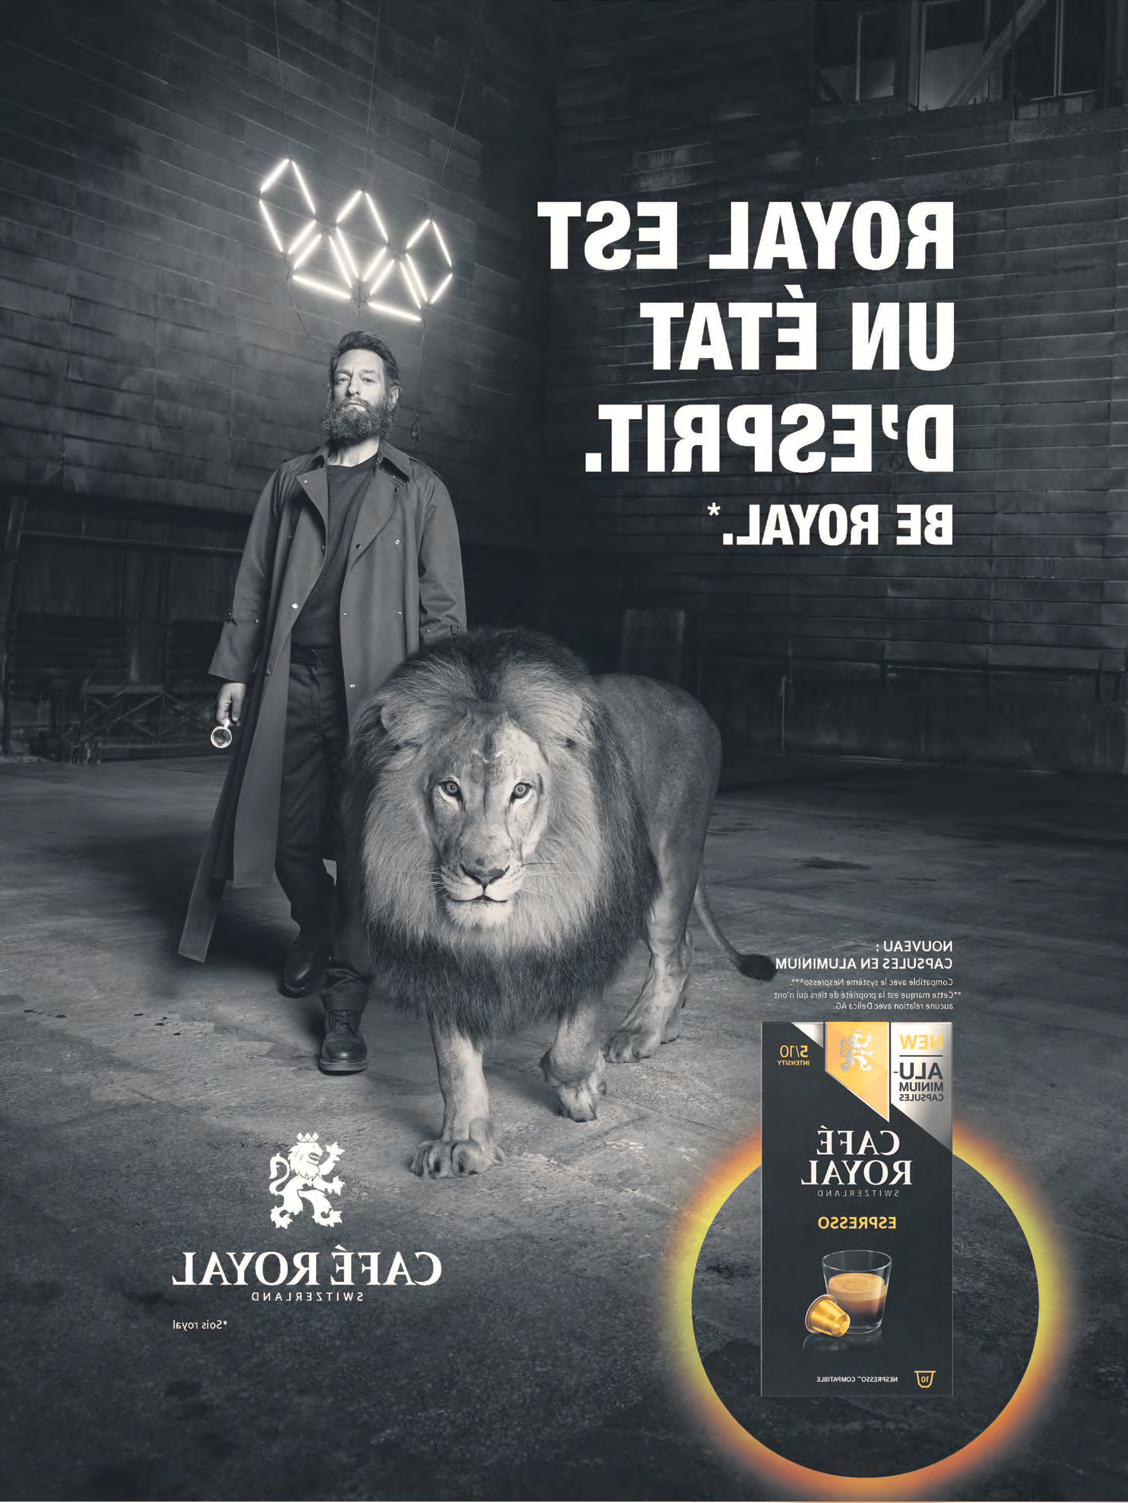 ROYAL EST
UN ÉTAT
D'ESPRIT.
BE ROYAL.*
NOUVEAU :
CAPSULES EN ALUMINIUM
Compatible avec le système Nespresso**.
**Cette marque est la propriété de tiers qui n'ont
aucune relation avec Delica AG.
NEW
ALU-
MINIUM
CAPSULES
5/10
INTENSITY
CAFÉ
ROYAL
SWITZERLAND
ESPRESSO
10
NESPRESSO** COMPATIBLE
CAFÉ ROYAL
SWITZERLAND
*Sois royal